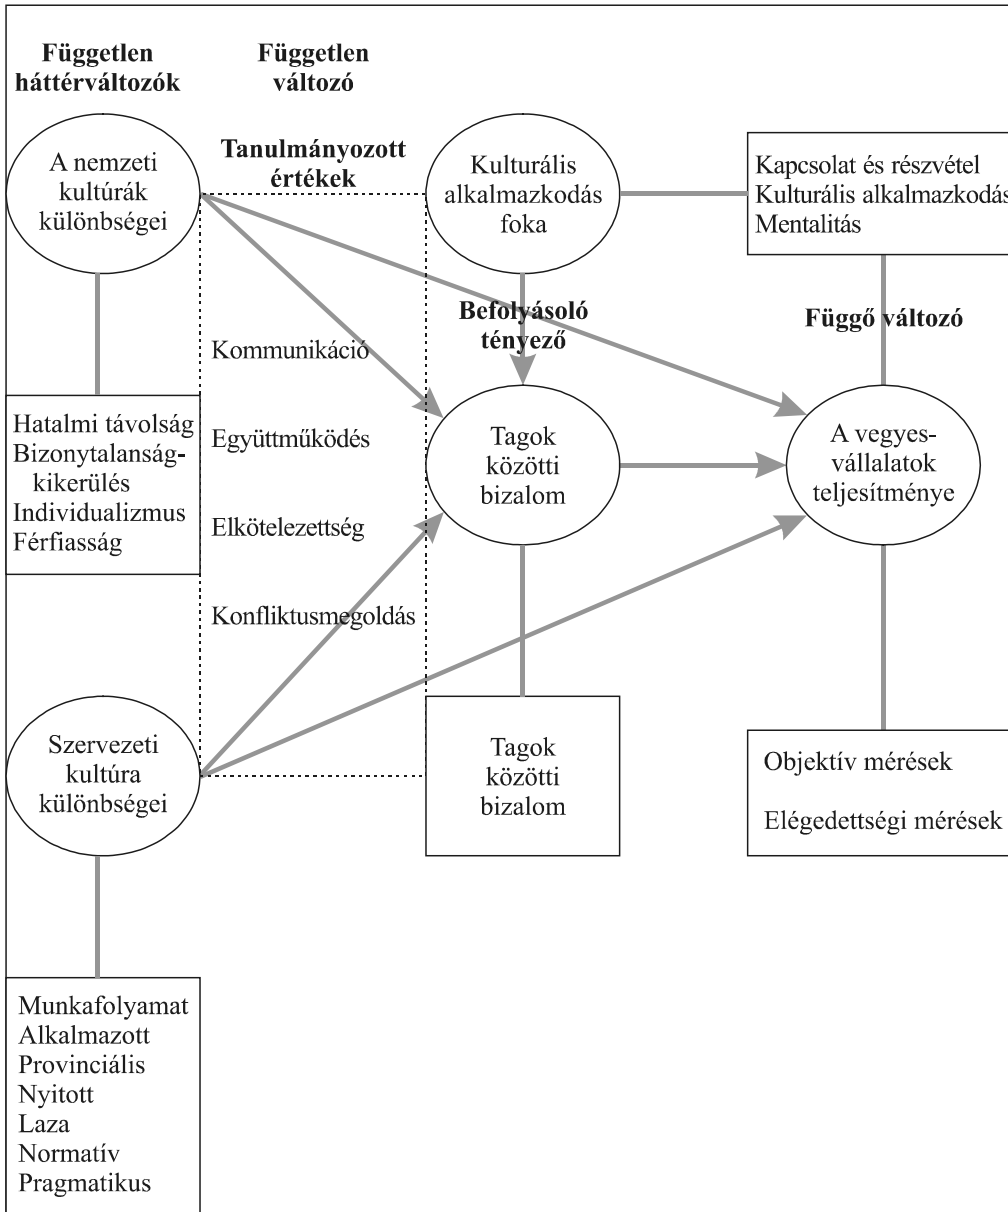 Független
háttérváltozók
Független
változó
Tanulmányozott
értékek
A nemzeti
kultúrák
különbségei
Kulturális
alkalmazkodás
foka
Kapcsolat és részvétel
Kulturális alkalmazkodás
Mentalitás
Befolyásoló
tényező
Függő változó
Kommunikáció
Együttműködés
Elkötelezettség
Konfliktusmegoldás
Hatalmi távolság
Bizonytalanság-
kikerülés
Individualizmus
Férfiasság
Tagok
közötti
bizalom
A vegyes-
vállalatok
teljesítménye
Szervezeti
kultúra
különbségei
Tagok
közötti
bizalom
Objektív mérések
Elégedettségi mérések
Munkafolyamat
Alkalmazott
Provinciális
Nyitott
Laza
Normatív
Pragmatikus